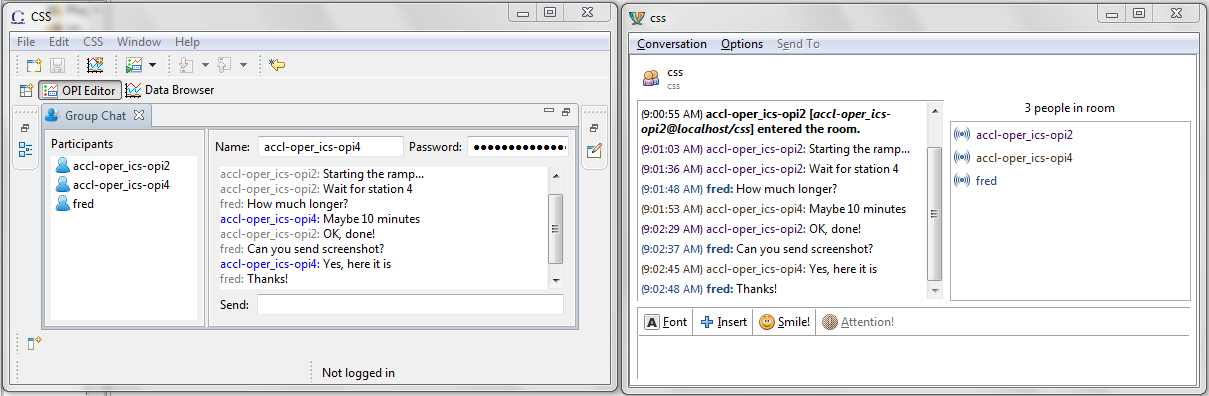 CSS
File Edit CSS Window Help
OPI Editor Data Browser
Group Chat
Participants
accl-oper_ics-opi2
accl-oper_ics-opi4
fred
Name: accl-oper_ics-opi4 Password: ●●●●●●●●●●●●●●
accl-oper_ics-opi2: Starting the ramp...
accl-oper_ics-opi2: Wait for station 4
fred: How much longer?
accl-oper_ics-opi4: Maybe 10 minutes
accl-oper_ics-opi2: OK, done!
fred: Can you send screenshot?
accl-oper_ics-opi4: Yes, here it is
fred: Thanks!
Send:
Not logged in
css
Conversation Options Send To
css
css
(9:00:55 AM) accl-oper_ics-opi2 [accl-oper_ics-
opi2@localhost/css] entered the room.
(9:01:03 AM) accl-oper_ics-opi2: Starting the ramp...
(9:01:36 AM) accl-oper_ics-opi2: Wait for station 4
(9:01:48 AM) fred: How much longer?
(9:01:53 AM) accl-oper_ics-opi4: Maybe 10 minutes
(9:02:29 AM) accl-oper_ics-opi2: OK, done!
(9:02:37 AM) fred: Can you send screenshot?
(9:02:45 AM) accl-oper_ics-opi4: Yes, here it is
(9:02:48 AM) fred: Thanks!
3 people in room
accl-oper_ics-opi2
accl-oper_ics-opi4
fred
A Font Insert Smile! Attention!